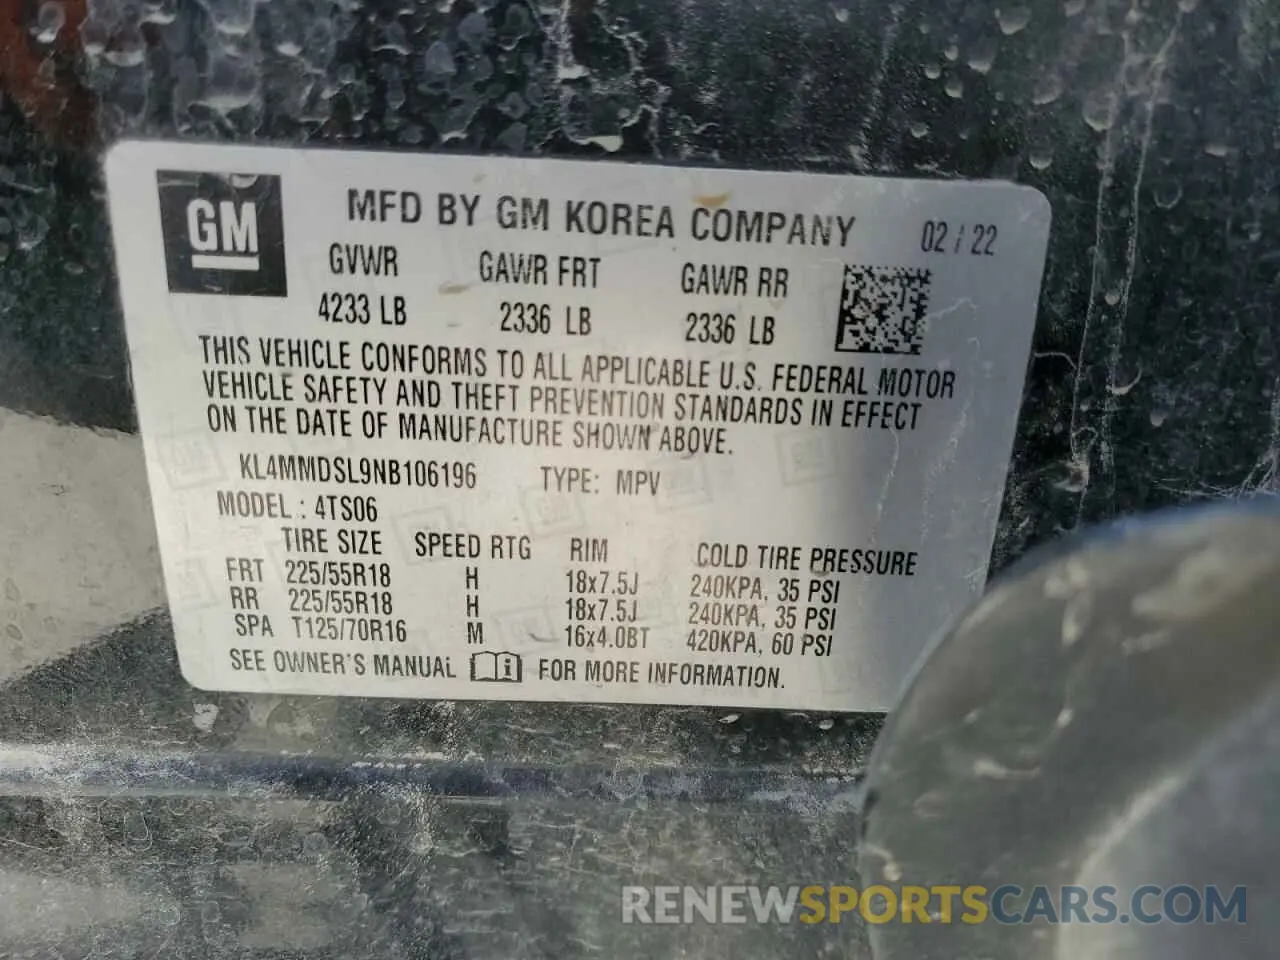 GM
MFD BY GM KOREA COMPANY 02 / 22
GVWR GAWR FRT GAWR RR
4233 LB 2336 LB 2336 LB
THIS VEHICLE CONFORMS TO ALL APPLICABLE U.S. FEDERAL MOTOR
VEHICLE SAFETY AND THEFT PREVENTION STANDARDS IN EFFECT
ON THE DATE OF MANUFACTURE SHOWN ABOVE.
KL4MMDSL9NB106196 TYPE: MPV
MODEL : 4TS06
TIRE SIZE SPEED RTG RIM COLD TIRE PRESSURE
FRT 225/55R18 H 18x7.5J 240KPA, 35 PSI
RR 225/55R18 H 18x7.5J 240KPA, 35 PSI
SPA T125/70R16 M 16x4.0BT 420KPA, 60 PSI
SEE OWNER'S MANUAL i FOR MORE INFORMATION.
RENEWSPORTSCARS.COM